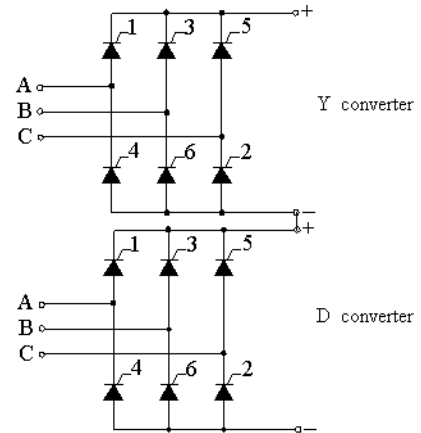 1 3 5 +
A
B
C
Y converter
4 6 2
−
+
1 3 5
A
B
C
D converter
4 6 2
−